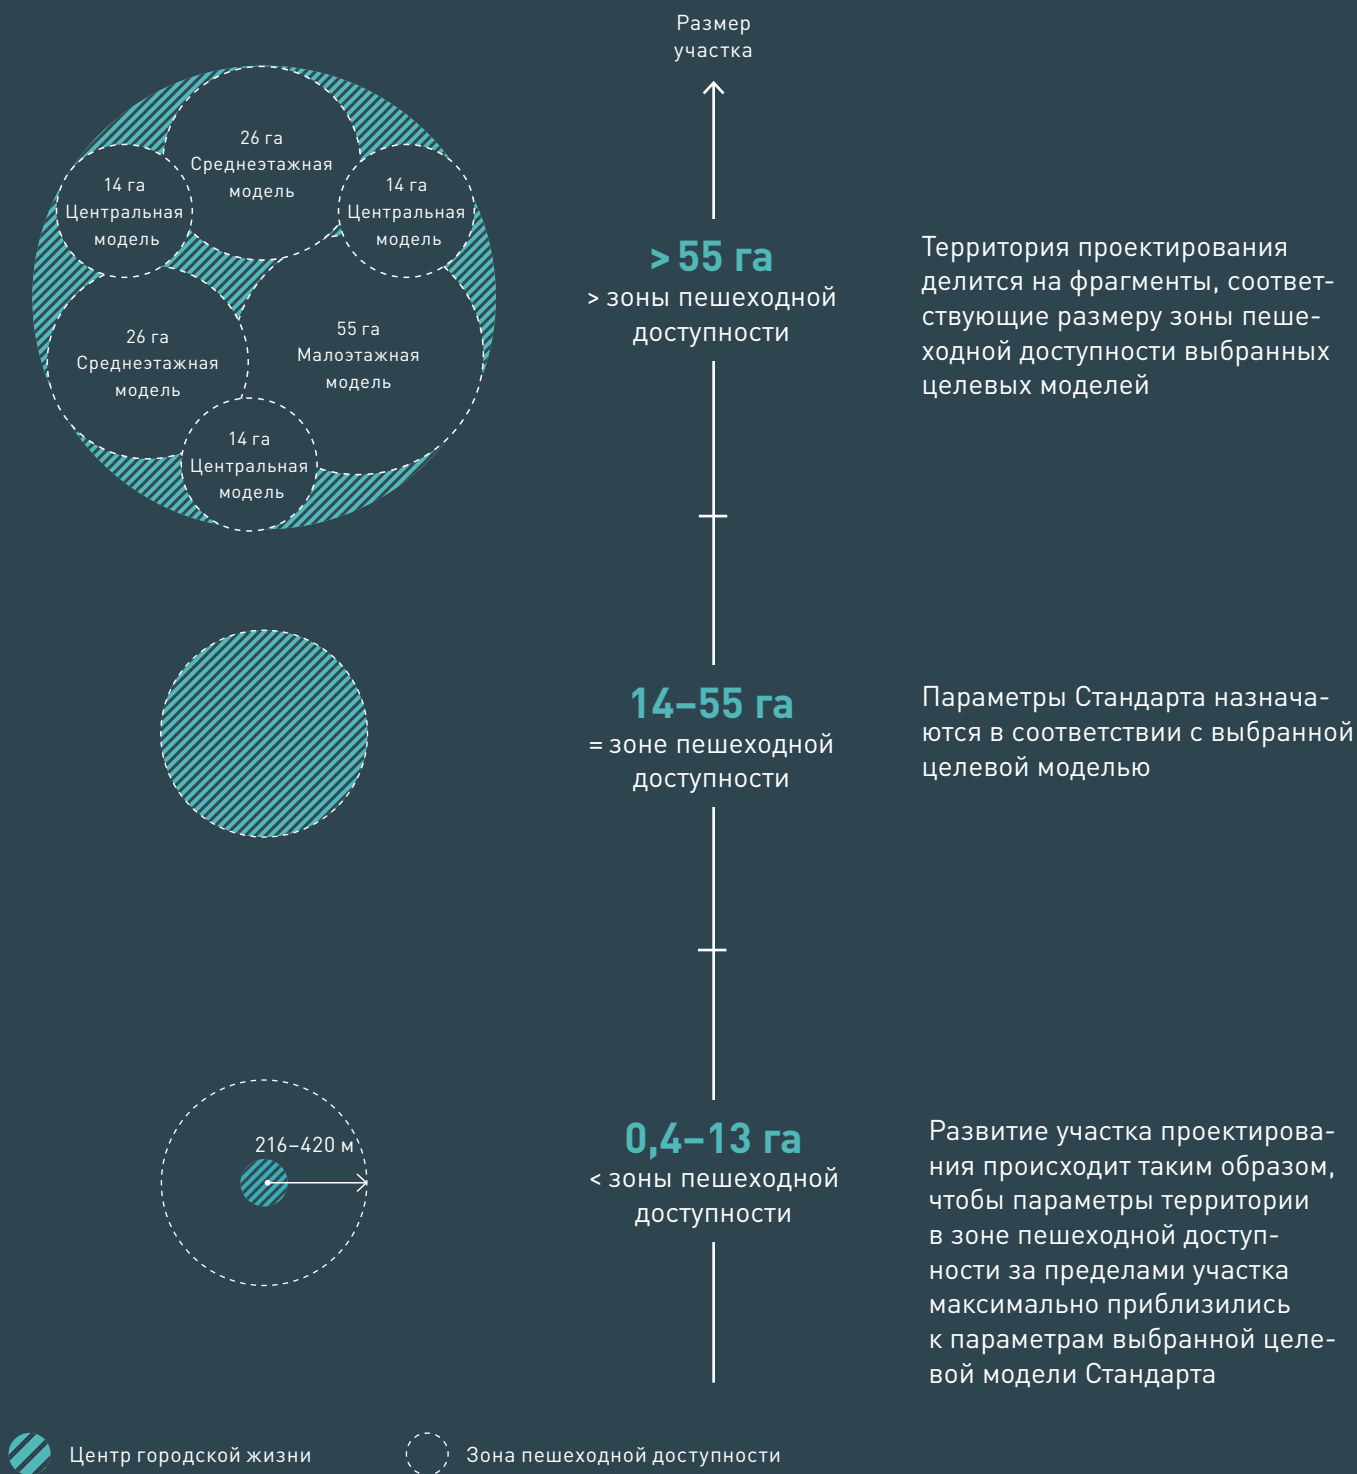 Размер
участка
26 га
Среднеэтажная
модель
14 га
Центральная
модель
14 га
Центральная
модель
26 га
Среднеэтажная
модель
55 га
Малоэтажная
модель
14 га
Центральная
модель
> 55 га
> зоны пешеходной
доступности
Территория проектирования
делится на фрагменты, соответ-
ствующие размеру зоны пеше-
ходной доступности выбранных
целевых моделей
14–55 га
= зоне пешеходной
доступности
Параметры Стандарта назнача-
ются в соответствии с выбранной
целевой моделью
216–420 м
0,4–13 га
< зоны пешеходной
доступности
Развитие участка проектирова-
ния происходит таким образом,
чтобы параметры территории
в зоне пешеходной доступ-
ности за пределами участка
максимально приблизились
к параметрам выбранной целе-
вой модели Стандарта
Центр городской жизни
Зона пешеходной доступности